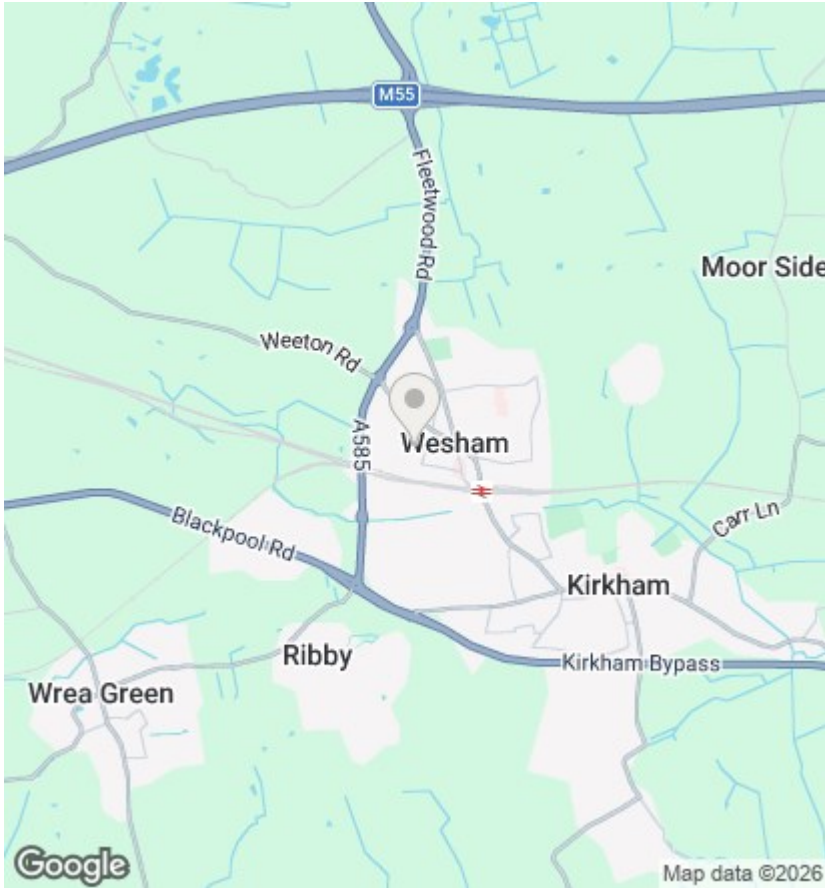 M55
Fleetwood Rd
Moor Side
Weeton Rd
Wesham
A585
Blackpool Rd
Carr Ln
Kirkham
Ribby
Kirkham Bypass
Wrea Green
Google
Map data ©2026